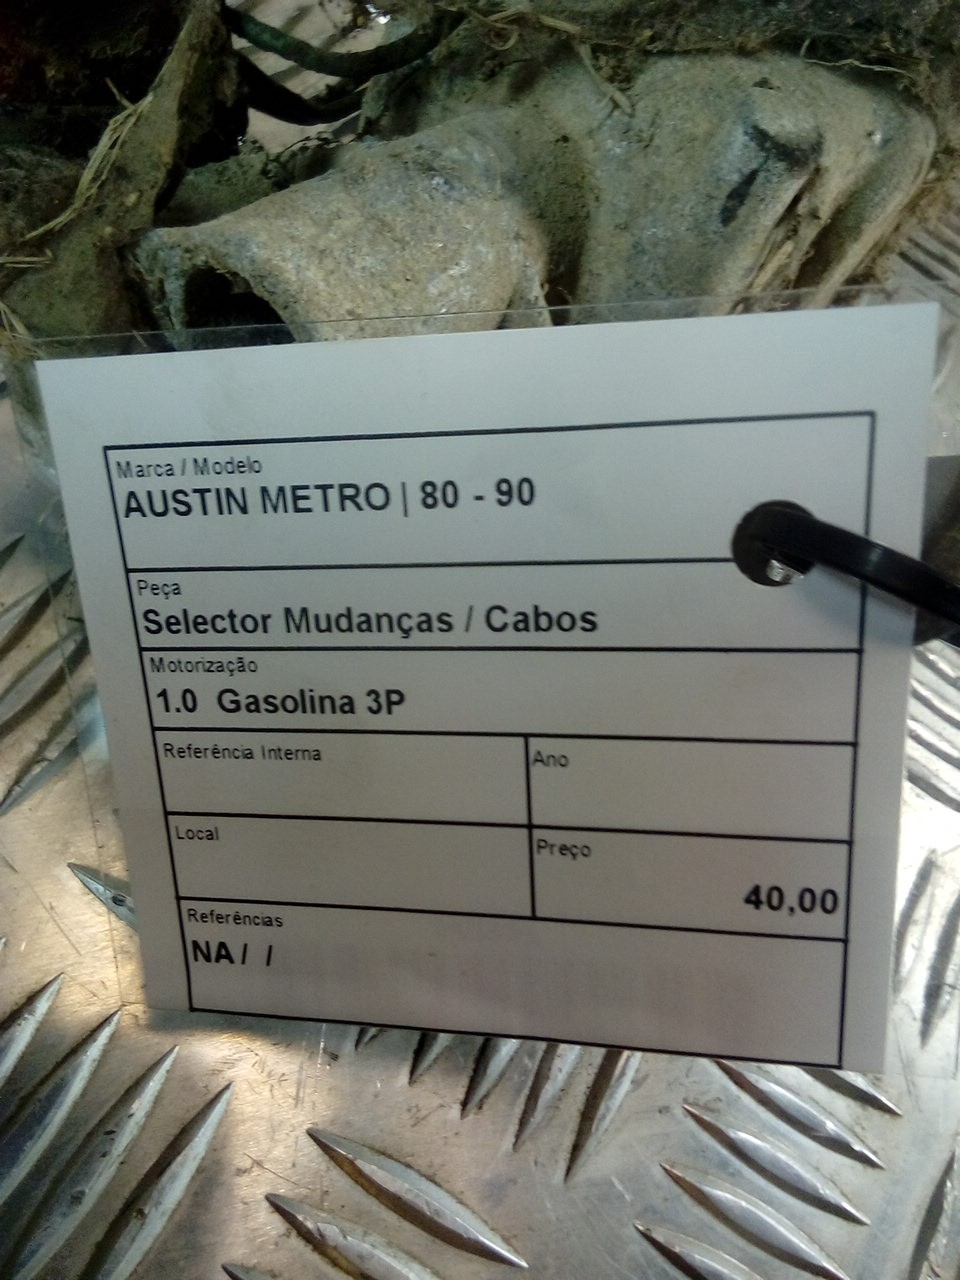 Marca / Modelo
AUSTIN METRO | 80 - 90
Peça
Selector Mudanças / Cabos
Motorização
1.0 Gasolina 3P
Referência Interna
Ano
Local
Preço
40,00
Referências
NA / /